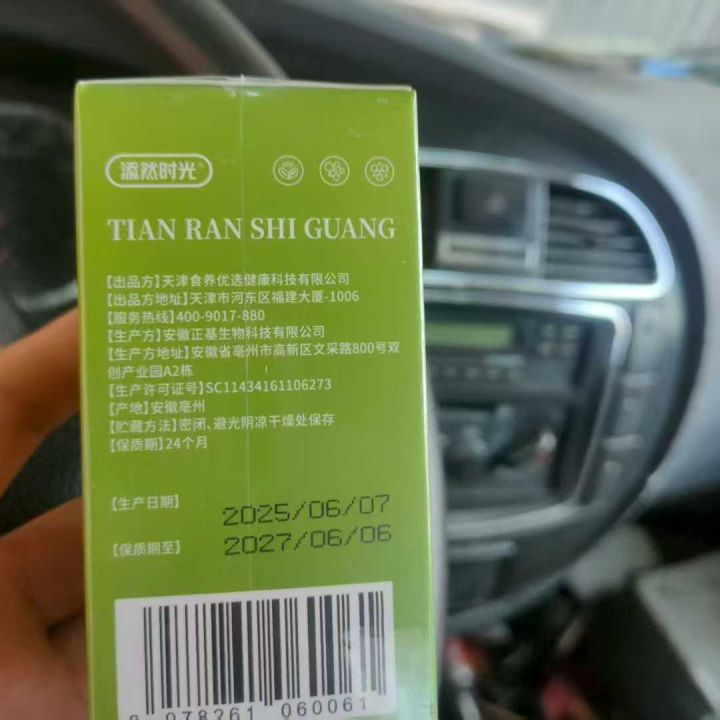 添然时光®
TIAN RAN SHI GUANG
【出品方】天津食养优选健康科技有限公司
【出品方地址】天津市河东区福建大厦-1006
【服务热线】400-9017-880
【生产方】安徽正基生物科技有限公司
【生产方地址】安徽省亳州市高新区文采路800号双
创产业园A2栋
【生产许可证号】SC11434161106273
【产地】安徽亳州
【贮藏方法】密闭、避光阴凉干燥处保存
【保质期】24个月
【生产日期】 2025/06/07
【保质期至】 2027/06/06
078261 060061